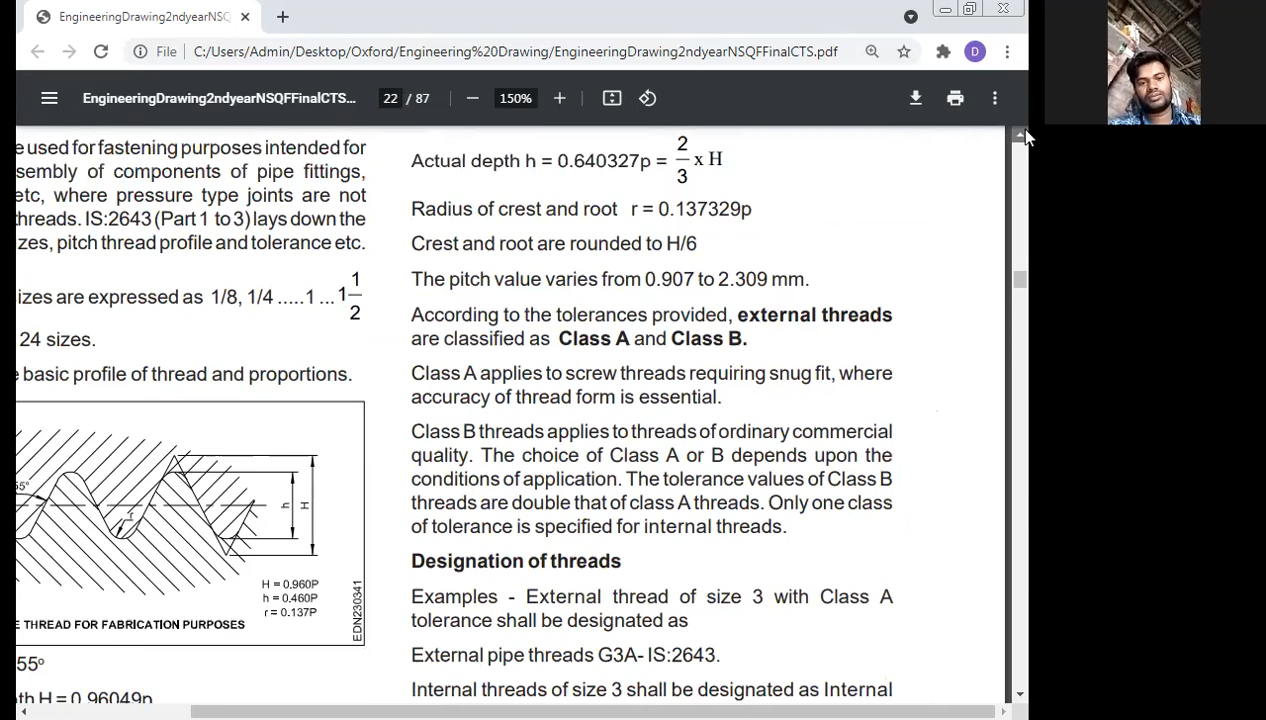 EngineeringDrawing2ndyearNSQ
File C:/Users/Admin/Desktop/Oxford/Engineering%20Drawing/EngineeringDrawing2ndyearNSQFFinalCTS.pdf
D
EngineeringDrawing2ndyearNSQFFinalCTS... 22 / 87 150%
e used for fastening purposes intended for
sembly of components of pipe fittings,
etc, where pressure type joints are not
threads. IS:2643 (Part 1 to 3) lays down the
zes, pitch thread profile and tolerance etc.
izes are expressed as 1/8, 1/4 .....1 ... 1 1/2
24 sizes.
e basic profile of thread and proportions.
55°
r
h
H
H = 0.960P
h = 0.460P
r = 0.137P
EDN230341
E THREAD FOR FABRICATION PURPOSES
55º
th H = 0.96049p
Actual depth h = 0.640327p = 2/3 x H
Radius of crest and root r = 0.137329p
Crest and root are rounded to H/6
The pitch value varies from 0.907 to 2.309 mm.
According to the tolerances provided, external threads
are classified as Class A and Class B.
Class A applies to screw threads requiring snug fit, where
accuracy of thread form is essential.
Class B threads applies to threads of ordinary commercial
quality. The choice of Class A or B depends upon the
conditions of application. The tolerance values of Class B
threads are double that of class A threads. Only one class
of tolerance is specified for internal threads.
Designation of threads
Examples - External thread of size 3 with Class A
tolerance shall be designated as
External pipe threads G3A- IS:2643.
Internal threads of size 3 shall be designated as Internal